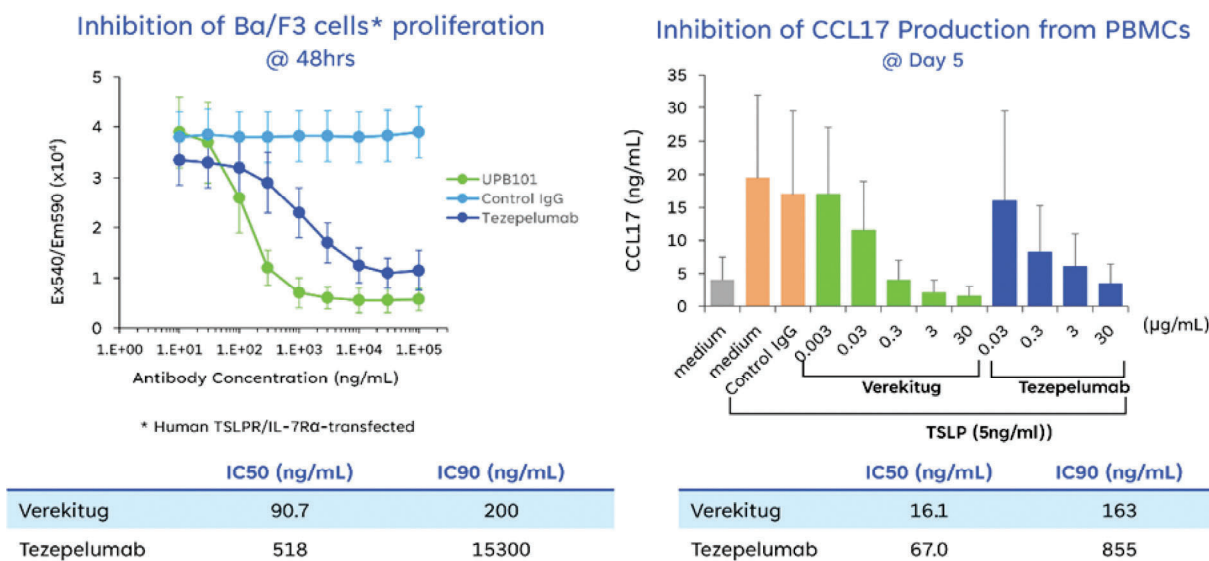 Inhibition of Ba/F3 cells* proliferation
@ 48hrs
Ex540/Em590 (x10⁴)
5
4
3
2
1
0
1.E+00 1.E+01 1.E+02 1.E+03 1.E+04 1.E+05
Antibody Concentration (ng/mL)
UPB101
Control IgG
Tezepelumab
* Human TSLPR/IL-7Rα-transfected
IC50 (ng/mL) IC90 (ng/mL)
Verekitug 90.7 200
Tezepelumab 518 15300
Inhibition of CCL17 Production from PBMCs
@ Day 5
CCL17 (ng/mL)
35
30
25
20
15
10
5
0
medium medium Control IgG 0.003 0.03 0.3 3 30 0.03 0.3 3 30 (µg/mL)
Verekitug Tezepelumab
TSLP (5ng/ml))
IC50 (ng/mL) IC90 (ng/mL)
Verekitug 16.1 163
Tezepelumab 67.0 855